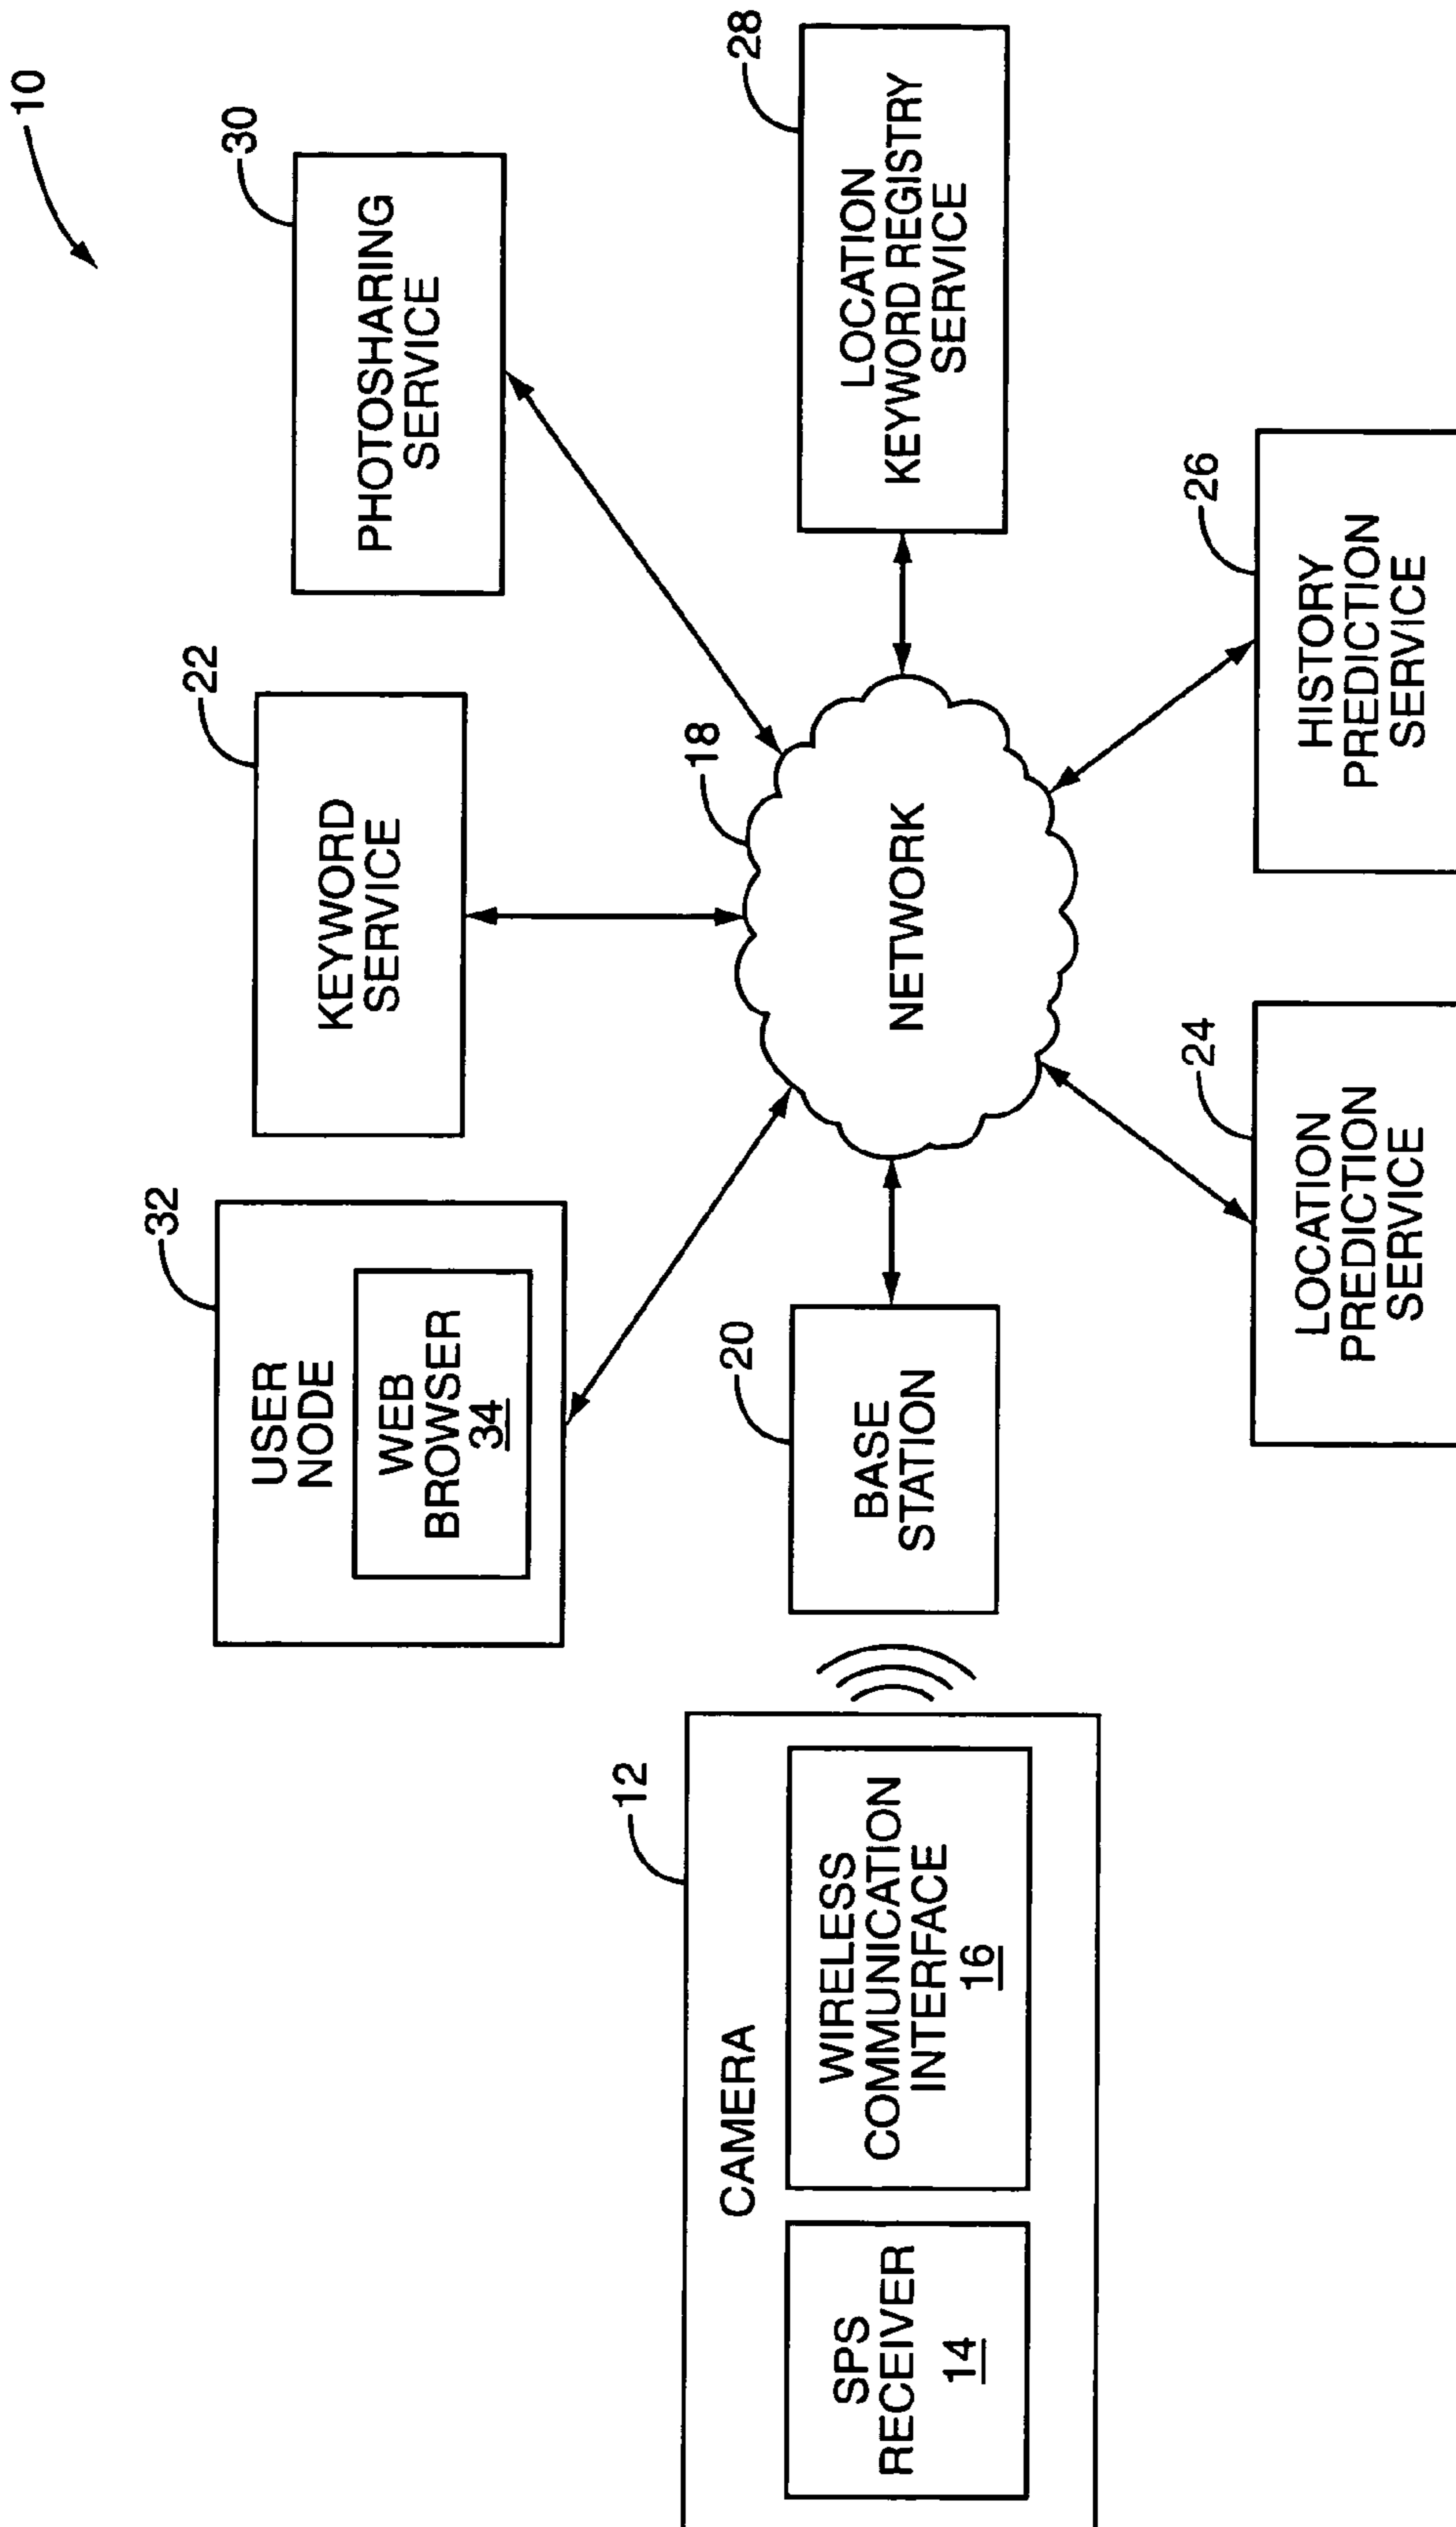 10
CAMERA
12
SPS
RECEIVER
14
WIRELESS
COMMUNICATION
INTERFACE
16
USER
NODE
32
WEB
BROWSER
34
BASE
STATION
20
KEYWORD
SERVICE
22
NETWORK
18
PHOTOSHARING
SERVICE
30
LOCATION
KEYWORD REGISTRY
SERVICE
28
LOCATION
PREDICTION
SERVICE
24
HISTORY
PREDICTION
SERVICE
26